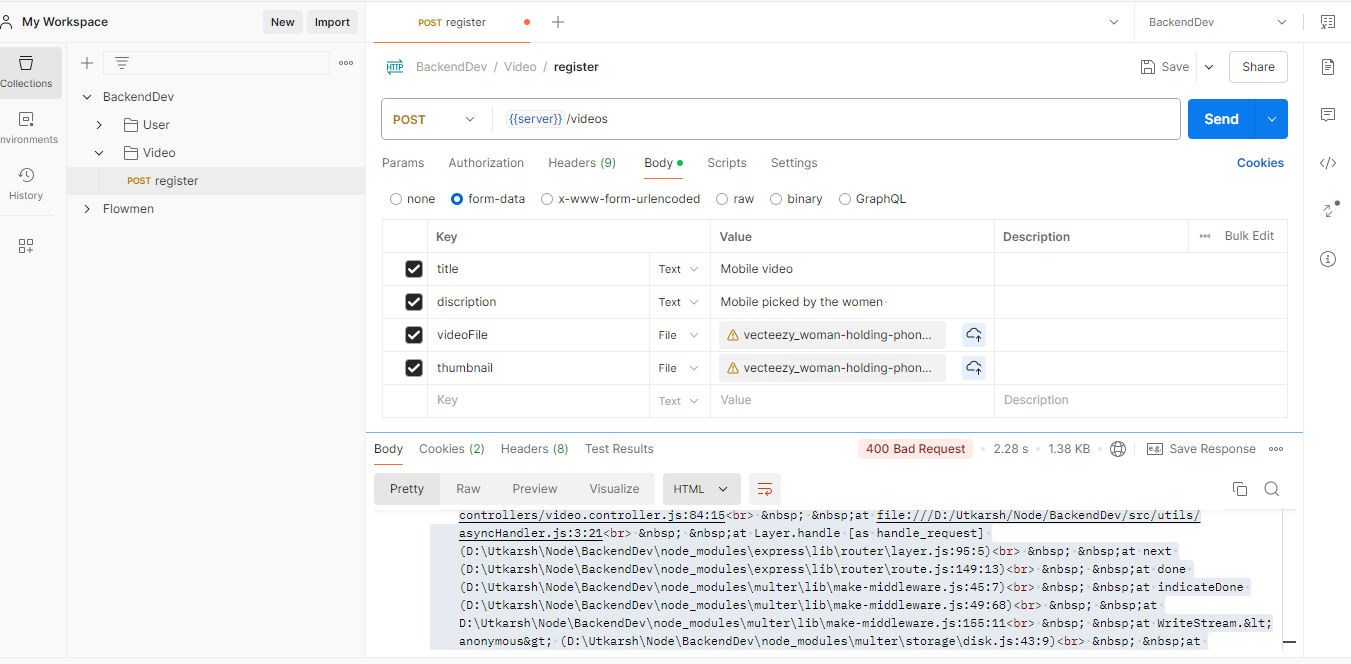 My Workspace
New
Import
POST register
BackendDev
Collections
BackendDev
BackendDev / Video / register
Save
Share
User
POST
{{server}} /videos
Send
nvironments
Video
Params
Authorization
Headers (9)
Body
Scripts
Settings
Cookies
POST register
History
none
form-data
x-www-form-urlencoded
raw
binary
GraphQL
Flowmen
Key
Value
Description
Bulk Edit
title
Text
Mobile video
discription
Text
Mobile picked by the women
videoFile
File
vecteezy_woman-holding-phon...
thumbnail
File
vecteezy_woman-holding-phon...
Key
Text
Value
Description
Body
Cookies (2)
Headers (8)
Test Results
400 Bad Request
2.28 s
1.38 KB
e.g.
Save Response
Pretty
Raw
Preview
Visualize
HTML
controllers/video.controller.js:84:15<br> &nbsp; &nbsp;at file:///D:/Utkarsh/Node/BackendDev/src/utils/
asyncHandler.js:3:21<br> &nbsp; &nbsp;at Layer.handle [as handle_request]
(D:\Utkarsh\Node\BackendDev\node_modules\express\lib\router\layer.js:95:5)<br> &nbsp; &nbsp;at next
(D:\Utkarsh\Node\BackendDev\node_modules\express\lib\router\route.js:149:13)<br> &nbsp; &nbsp;at done
(D:\Utkarsh\Node\BackendDev\node_modules\multer\lib\make-middleware.js:45:7)<br> &nbsp; &nbsp;at indicateDone
(D:\Utkarsh\Node\BackendDev\node_modules\multer\lib\make-middleware.js:49:68)<br> &nbsp; &nbsp;at
D:\Utkarsh\Node\BackendDev\node_modules\multer\lib\make-middleware.js:155:11<br> &nbsp; &nbsp;at WriteStream.&lt;
anonymous&gt; (D:\Utkarsh\Node\BackendDev\node_modules\multer\storage\disk.js:43:9)<br> &nbsp; &nbsp;at